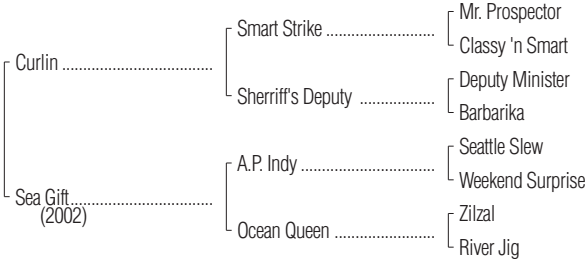 Mr. Prospector
Smart Strike ........................
Classy 'n Smart
Curlin ..................................
Deputy Minister
Sherriff's Deputy .................
Barbarika
Seattle Slew
A.P. Indy ..............................
Weekend Surprise
Sea Gift................................
(2002)
Zilzal
Ocean Queen ......................
River Jig